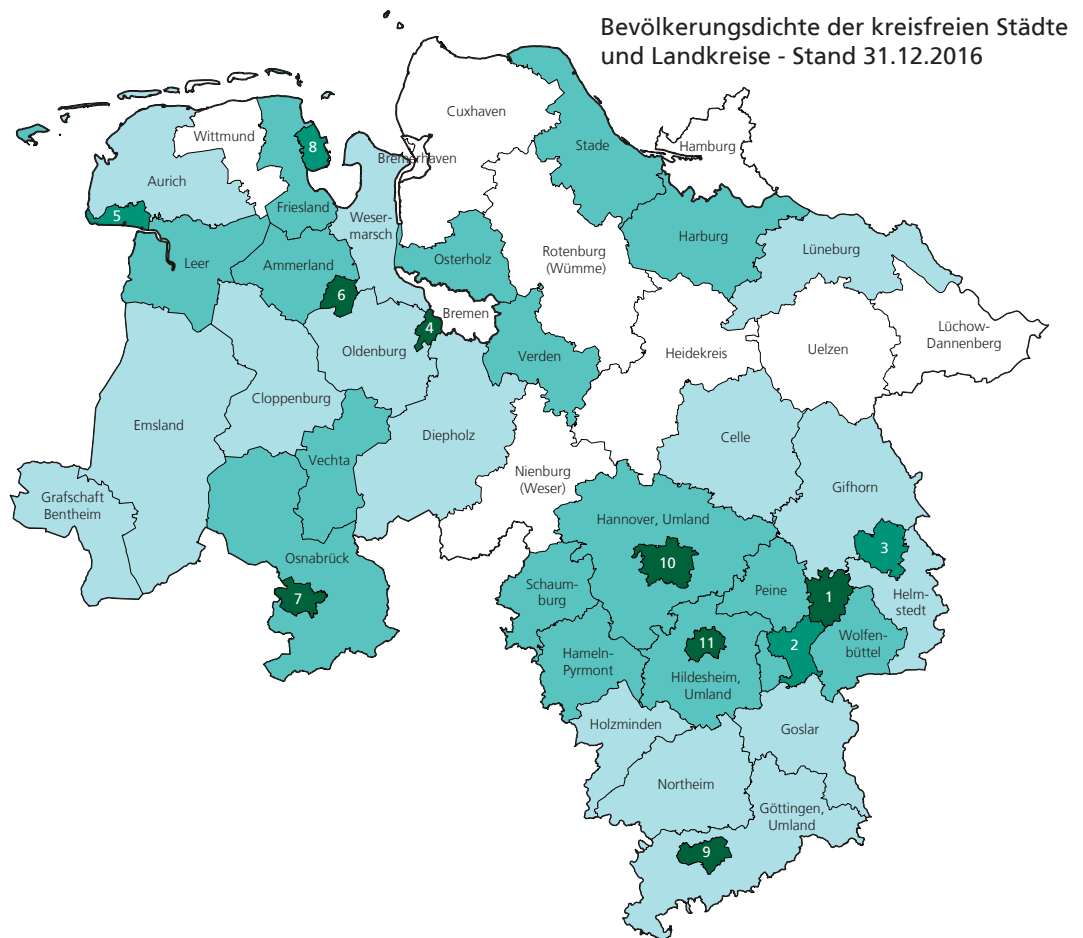 Bevölkerungsdichte der kreisfreien Städte
und Landkreise - Stand 31.12.2016
Cuxhaven
Wittmund
8
Stade
Hamburg
Bremerhaven
Aurich
5
Friesland
Weser-
marsch
Harburg
Lüneburg
Leer
Ammerland
Osterholz
Rotenburg
(Wümme)
6
4
Bremen
Lüchow-
Dannenberg
Oldenburg
Verden
Heidekreis
Uelzen
Cloppenburg
Emsland
Diepholz
Celle
Vechta
Nienburg
(Weser)
Gifhorn
Grafschaft
Bentheim
Hannover, Umland
3
Osnabrück
10
Schaum-
burg
Peine
1
Helm-
stedt
7
2
Wolfen-
büttel
11
Hameln-
Pyrmont
Hildesheim,
Umland
Holzminden
Goslar
Northeim
Göttingen,
Umland
9